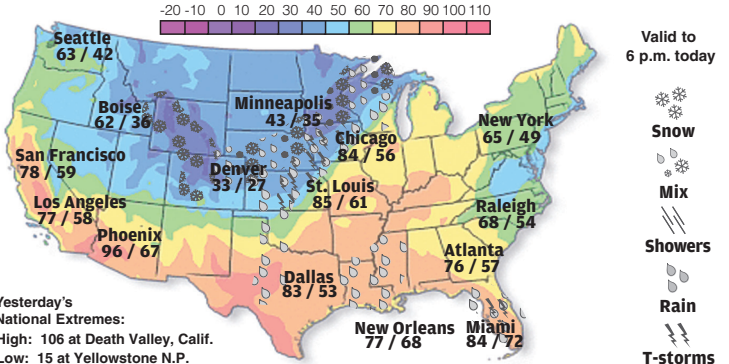 -20 -10 0 10 20 30 40 50 60 70 80 90 100 110
Seattle
63 / 42
Boise
62 / 36
Minneapolis
43 / 35
New York
65 / 49
Chicago
84 / 56
San Francisco
78 / 59
Denver
33 / 27
St. Louis
85 / 61
Los Angeles
77 / 58
Raleigh
68 / 54
Phoenix
96 / 67
Atlanta
76 / 57
Dallas
83 / 53
New Orleans
77 / 68
Miami
84 / 72
Yesterday's
National Extremes:
High: 106 at Death Valley, Calif.
Low: 15 at Yellowstone N.P.
Valid to
6 p.m. today
Snow
Mix
Showers
Rain
T-storms